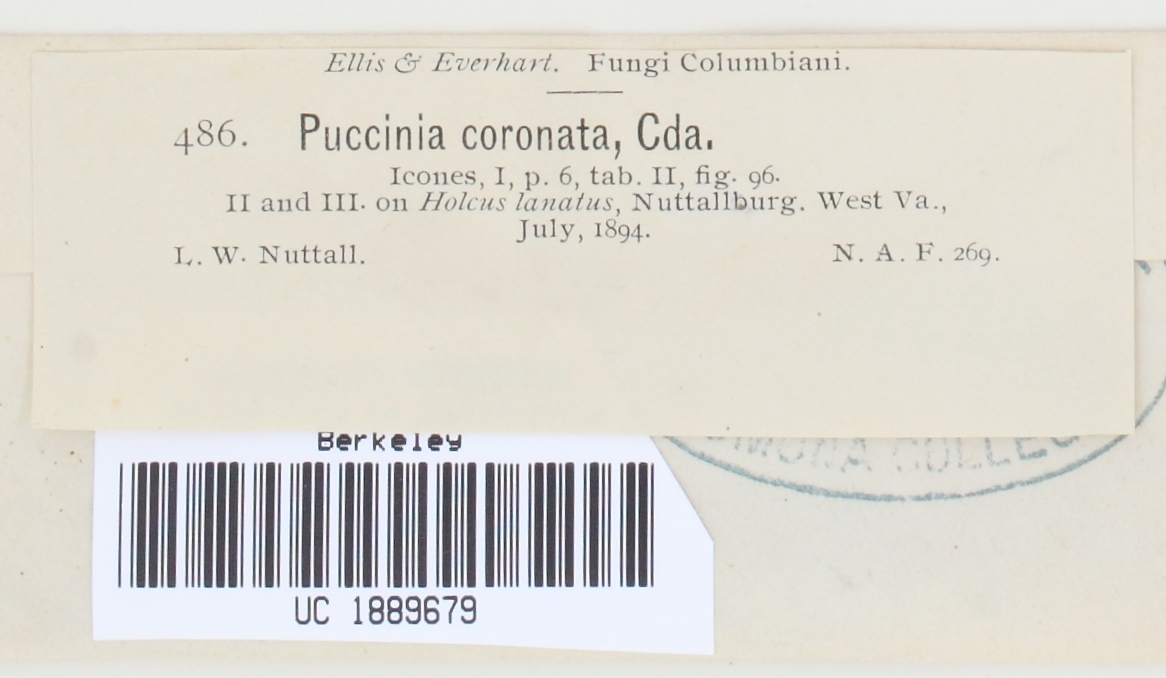 Ellis & Everhart. Fungi Columbiani.
486. Puccinia coronata, Cda.
Icones, I, p. 6, tab. II, fig. 96.
II and III. on Holcus lanatus, Nuttallburg. West Va.,
July, 1894.
L. W. Nuttall. N. A. F. 269.
Berkeley
UC 1889679